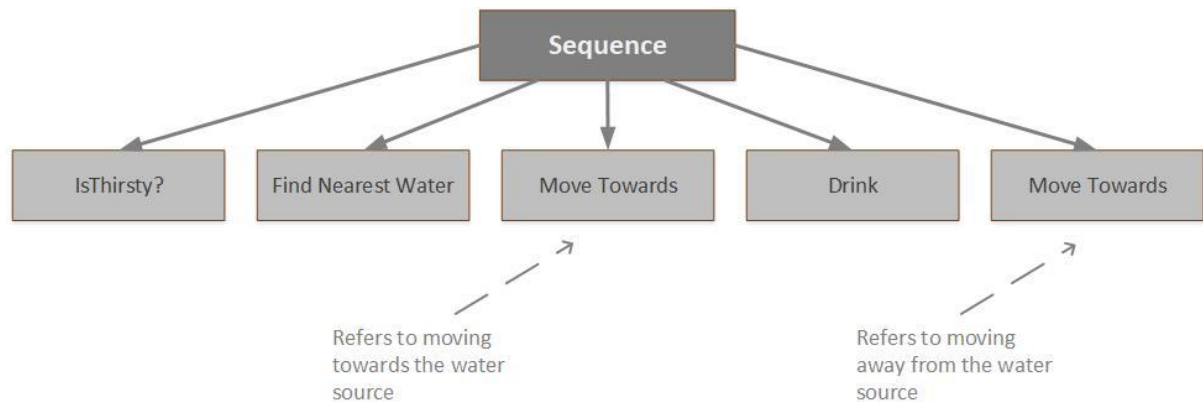 Sequence
IsThirsty?
Find Nearest Water
Move Towards
Drink
Move Towards
Refers to moving
towards the water
source
Refers to moving
away from the water
source